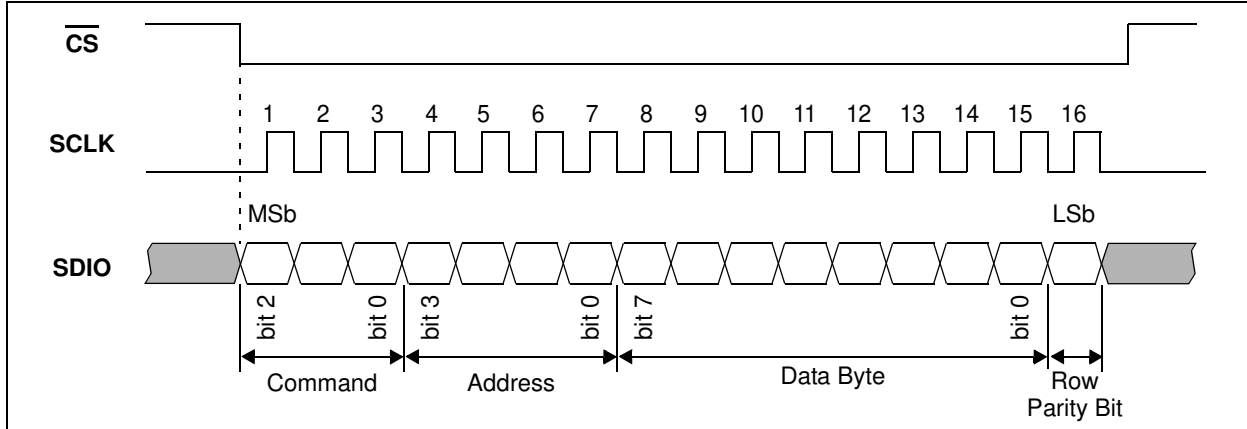 CS
1 2 3 4 5 6 7 8 9 10 11 12 13 14 15 16
SCLK
MSb LSb
SDIO
bit 2 bit 0 bit 3 bit 0 bit 7 bit 0
Command Address Data Byte Row
Parity Bit